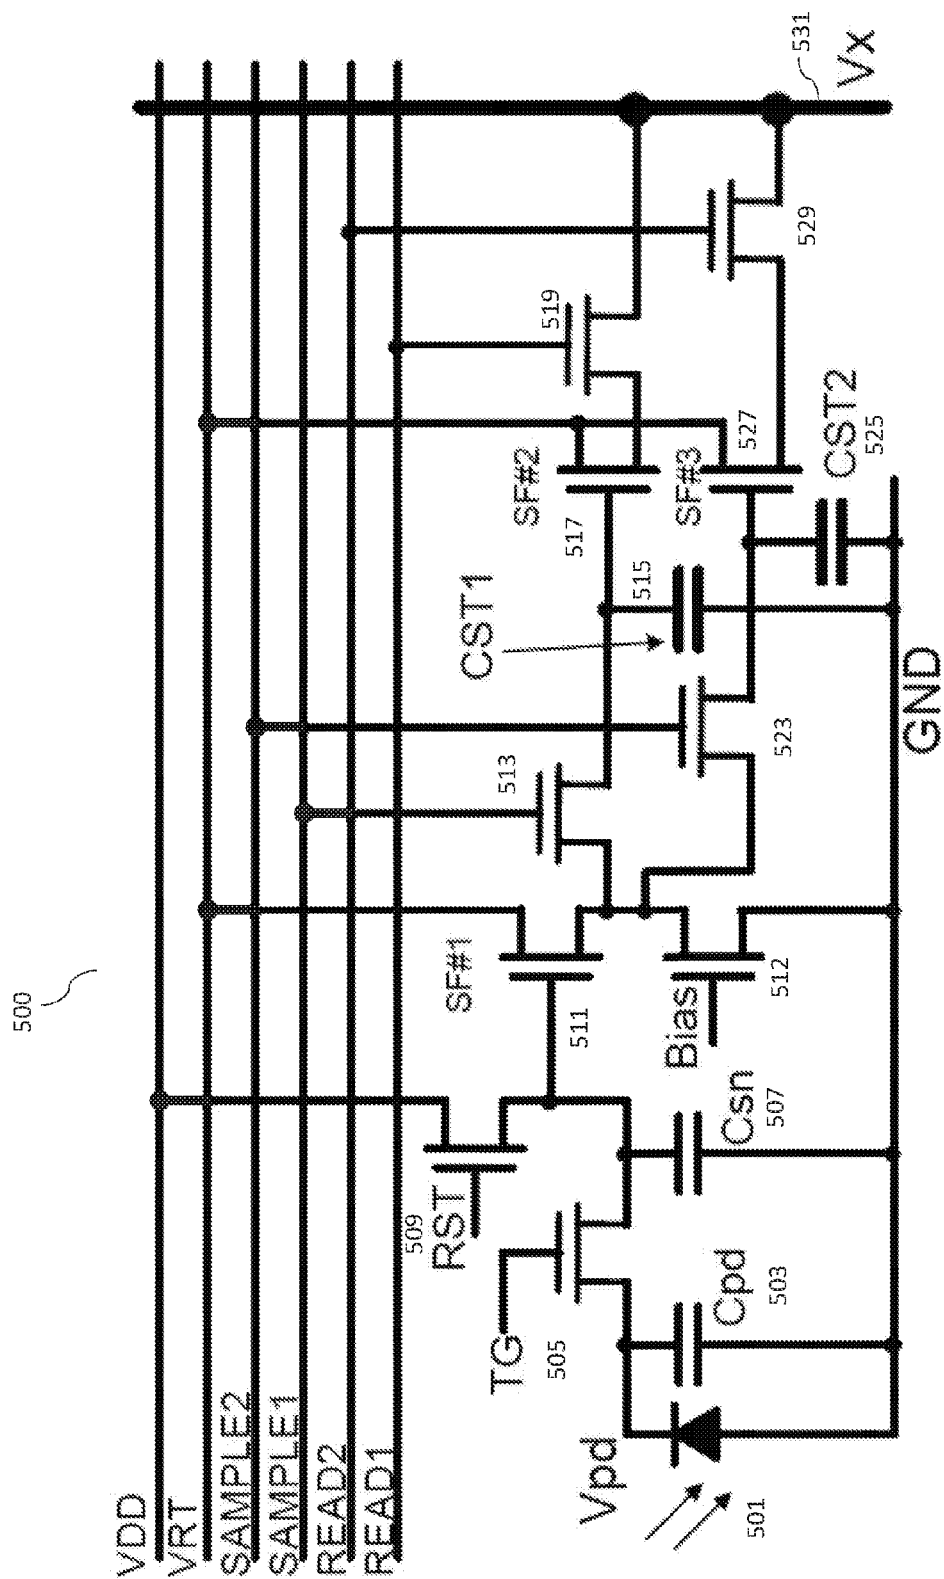 500
VDD
VRT
SAMPLE2
SAMPLE1
READ2
READ1
TG
505
509
RST
SF#1
511
513
CST1
SF#2
517
515
519
Vpd
501
Cpd
503
Csn
507
Bias
512
523
SF#3
527
CST2
525
529
GND
531
Vx